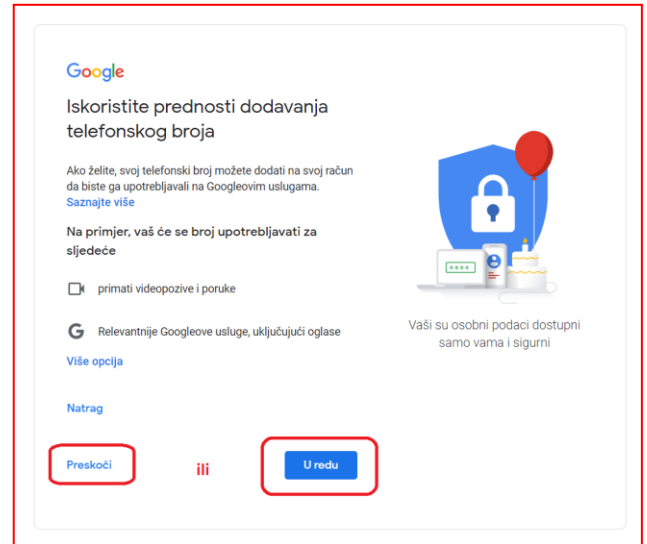 Google
Iskoristite prednosti dodavanja
telefonskog broja
Ako želite, svoj telefonski broj možete dodati na svoj račun
da biste ga upotrebljavali na Googleovim uslugama.
Saznajte više
Na primjer, vaš će se broj upotrebljavati za
sljedeće
primati videopozive i poruke
G Relevantnije Googleove usluge, uključujući oglase
Više opcija
Natrag
Preskoči
ili
U redu
****
Vaši su osobni podaci dostupni
samo vama i sigurni